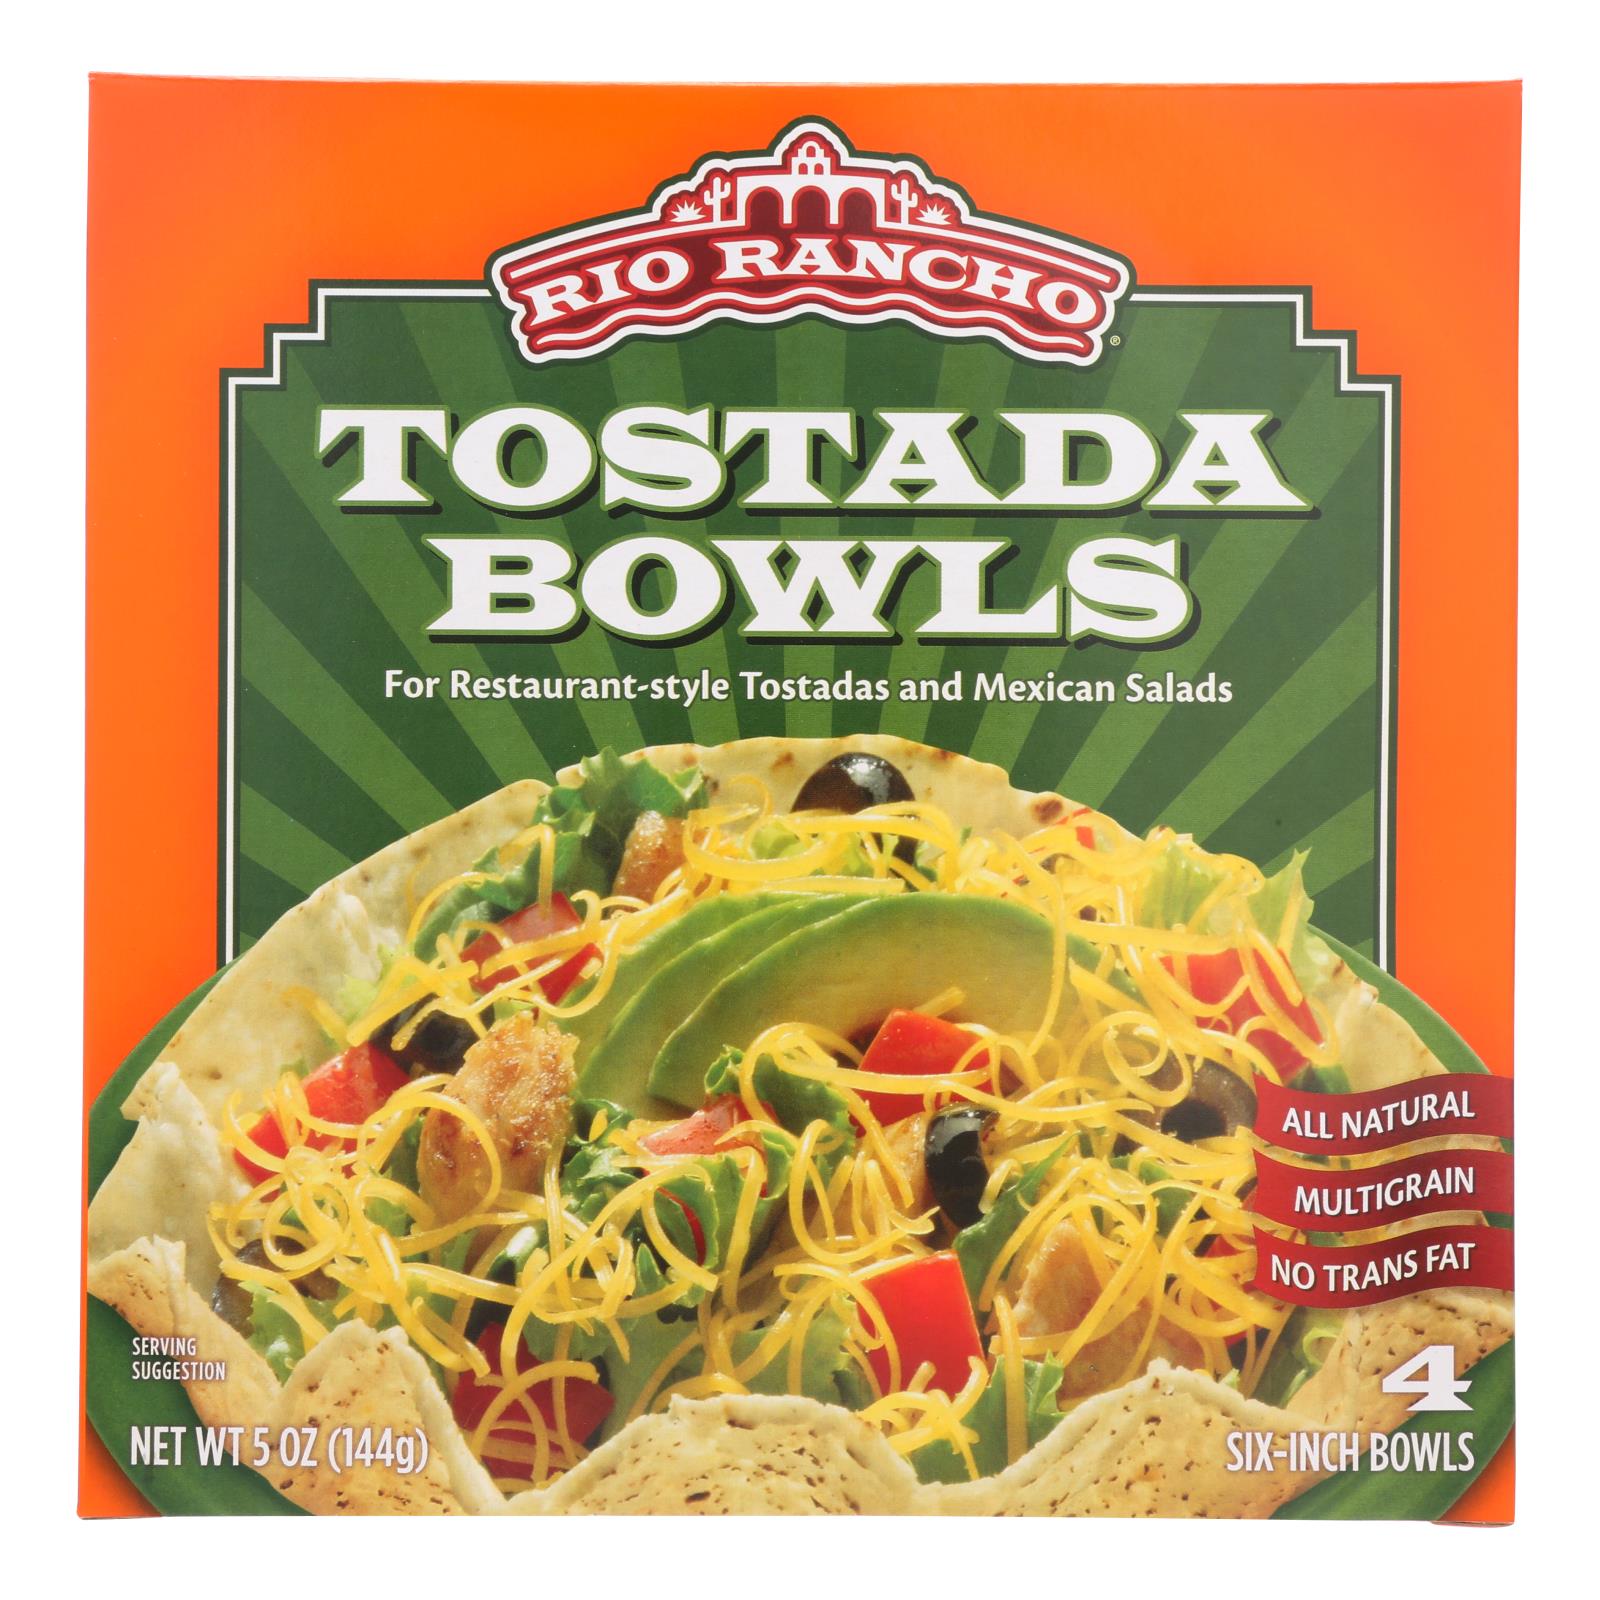 RIO RANCHO®
TOSTADA
BOWLS
For Restaurant-style Tostadas and Mexican Salads
ALL NATURAL
MULTIGRAIN
NO TRANS FAT
SERVING
SUGGESTION
4
NET WT 5 OZ (144g)
SIX-INCH BOWLS